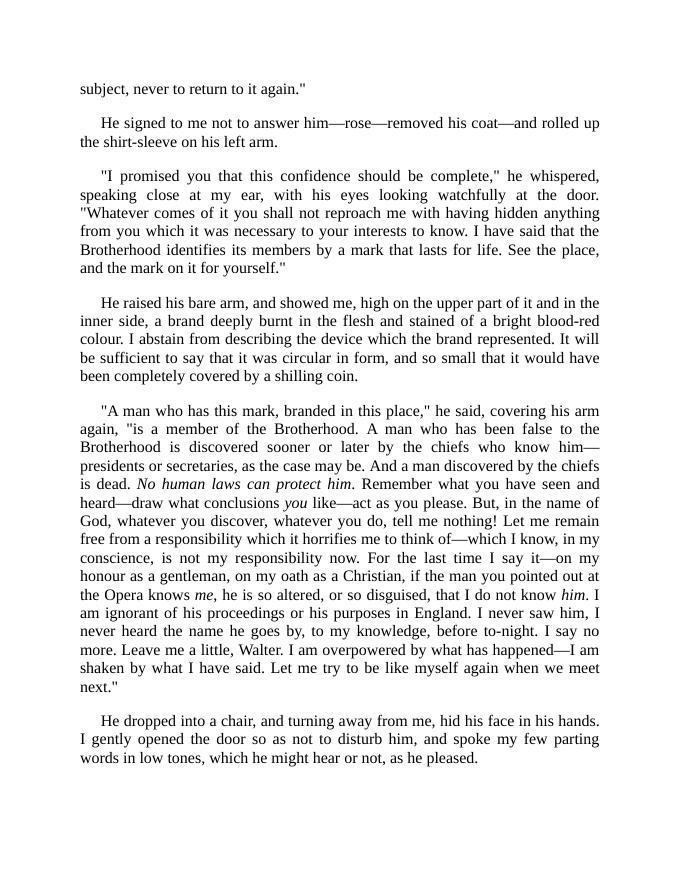 subject, never to return to it again."
He signed to me not to answer him—rose—removed his coat—and rolled up
the shirt-sleeve on his left arm.
"I promised you that this confidence should be complete," he whispered,
speaking close at my ear, with his eyes looking watchfully at the door.
"Whatever comes of it you shall not reproach me with having hidden anything
from you which it was necessary to your interests to know. I have said that the
Brotherhood identifies its members by a mark that lasts for life. See the place,
and the mark on it for yourself."
He raised his bare arm, and showed me, high on the upper part of it and in the
inner side, a brand deeply burnt in the flesh and stained of a bright blood-red
colour. I abstain from describing the device which the brand represented. It will
be sufficient to say that it was circular in form, and so small that it would have
been completely covered by a shilling coin.
"A man who has this mark, branded in this place," he said, covering his arm
again, "is a member of the Brotherhood. A man who has been false to the
Brotherhood is discovered sooner or later by the chiefs who know him—
presidents or secretaries, as the case may be. And a man discovered by the chiefs
is dead. No human laws can protect him. Remember what you have seen and
heard—draw what conclusions you like—act as you please. But, in the name of
God, whatever you discover, whatever you do, tell me nothing! Let me remain
free from a responsibility which it horrifies me to think of—which I know, in my
conscience, is not my responsibility now. For the last time I say it—on my
honour as a gentleman, on my oath as a Christian, if the man you pointed out at
the Opera knows me, he is so altered, or so disguised, that I do not know him. I
am ignorant of his proceedings or his purposes in England. I never saw him, I
never heard the name he goes by, to my knowledge, before to-night. I say no
more. Leave me a little, Walter. I am overpowered by what has happened—I am
shaken by what I have said. Let me try to be like myself again when we meet
next."
He dropped into a chair, and turning away from me, hid his face in his hands.
I gently opened the door so as not to disturb him, and spoke my few parting
words in low tones, which he might hear or not, as he pleased.